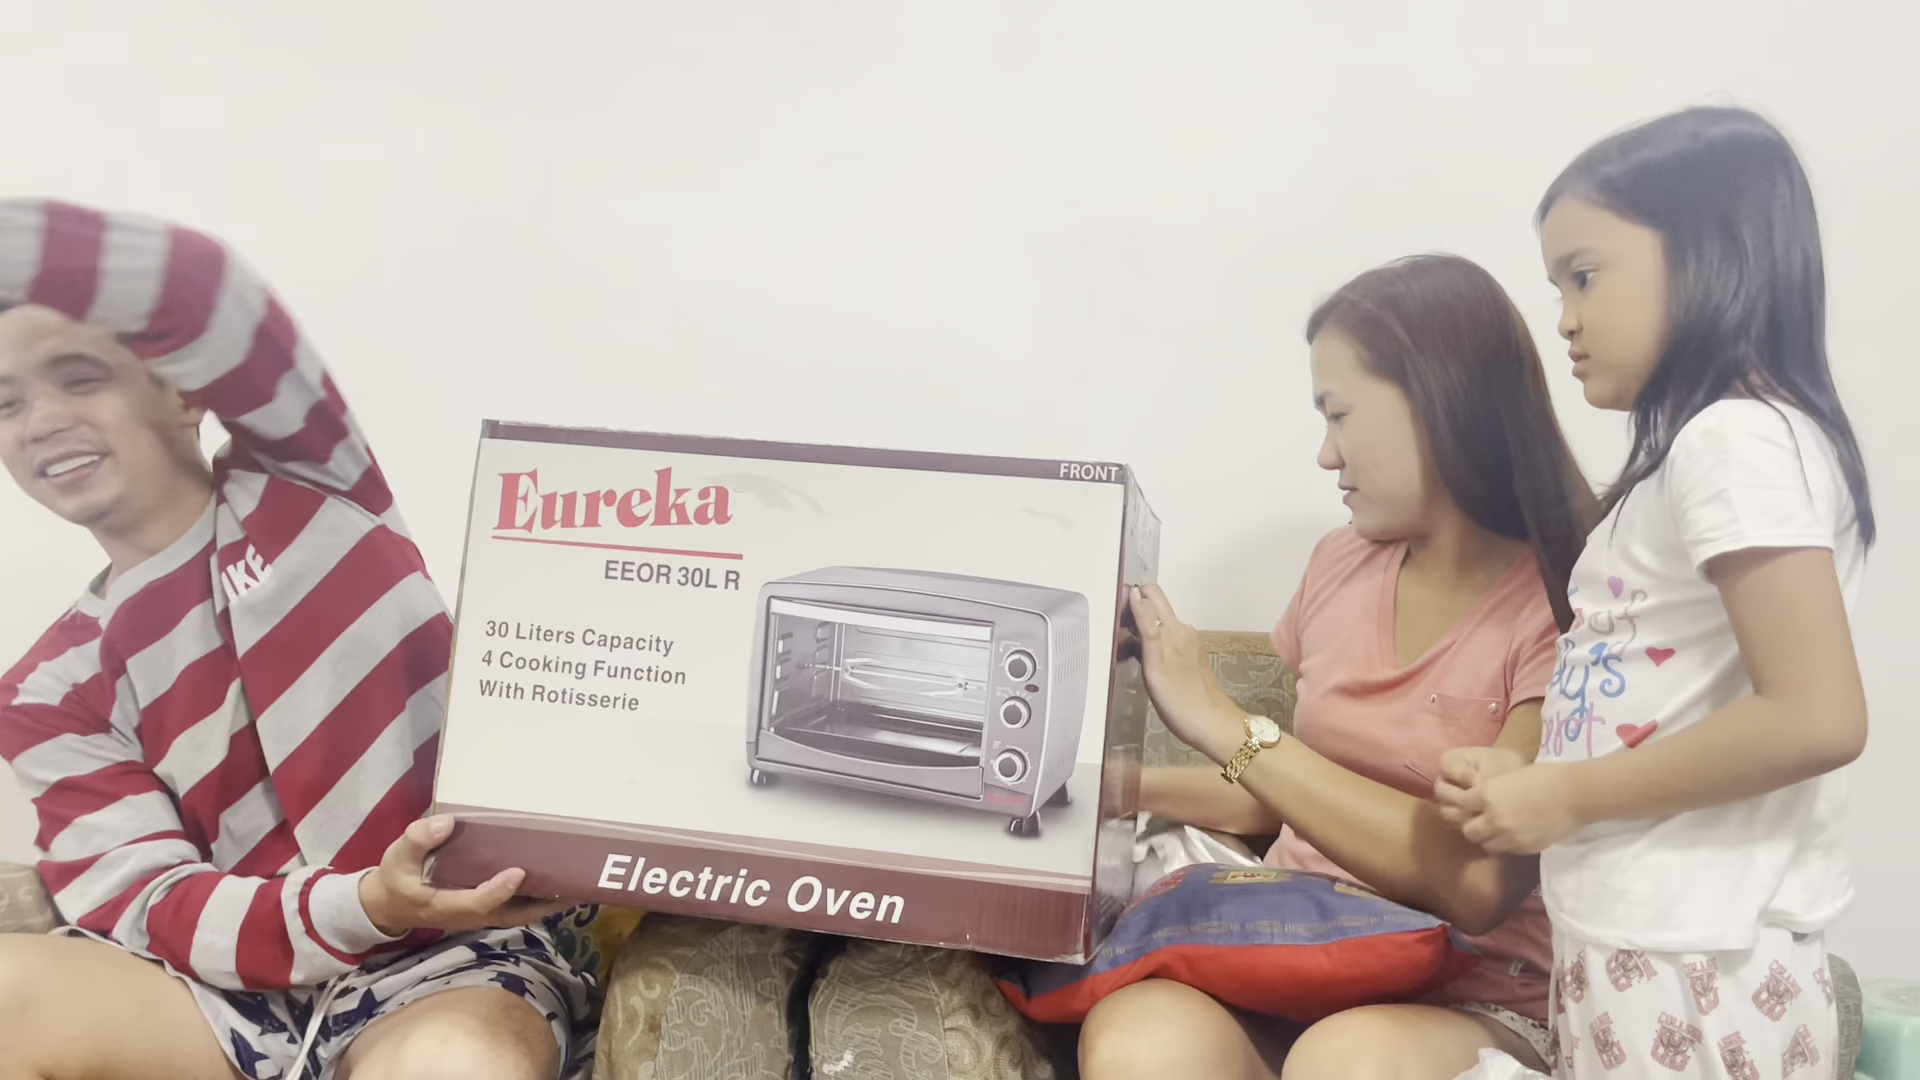 FRONT
Eureka
EEOR 30L R
30 Liters Capacity
4 Cooking Function
With Rotisserie
Electric Oven